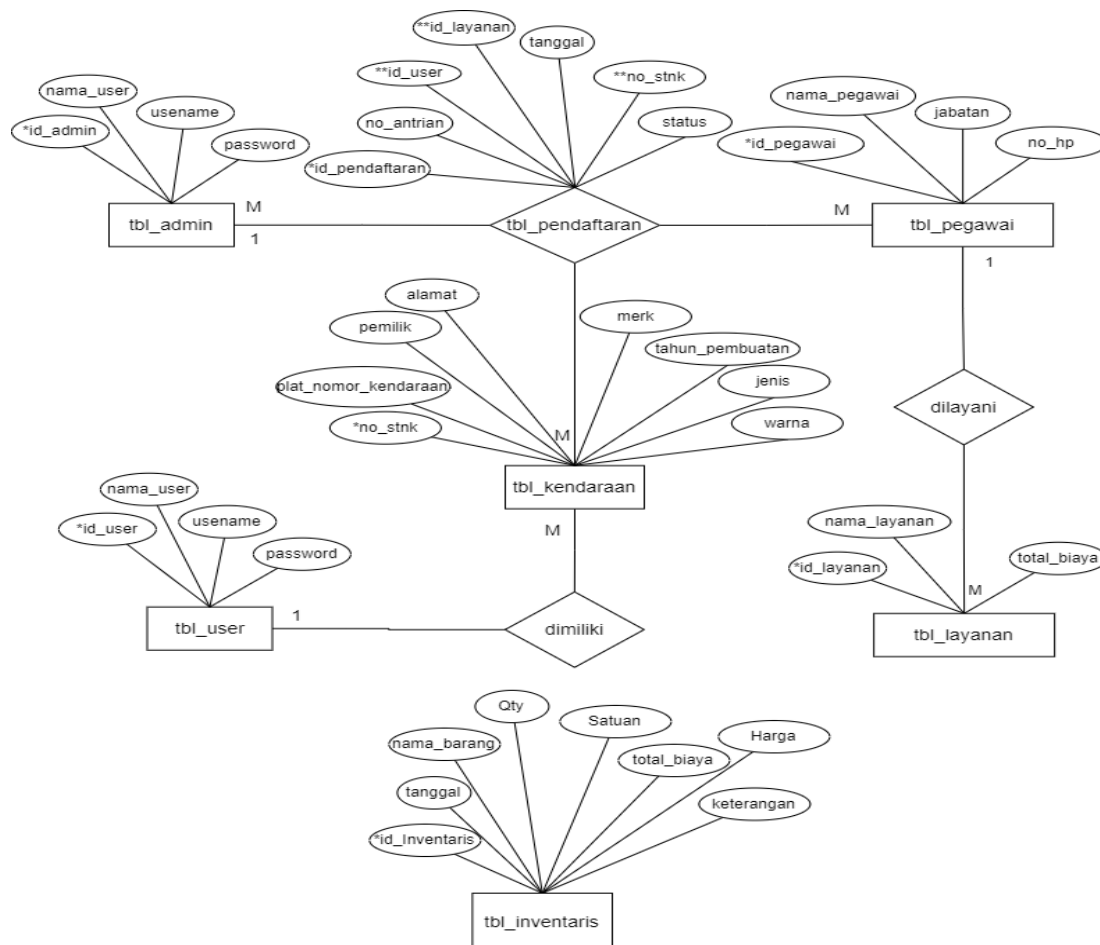 **id_layanan
tanggal
**id_user
**no_stnk
nama_user
nama_pegawai
usename
jabatan
*id_admin
no_antrian
status
password
*id_pegawai
no_hp
*id_pendaftaran
M
M
tbl_admin
tbl_pendaftaran
tbl_pegawai
1
1
alamat
merk
pemilik
tahun_pembuatan
plat_nomor_kendaraan
jenis
dilayani
*no_stnk
warna
M
nama_user
tbl_kendaraan
*id_user
usename
M
nama_layanan
password
*id_layanan
total_biaya
M
1
tbl_user
dimiliki
tbl_layanan
Qty
Satuan
Harga
nama_barang
total_biaya
tanggal
keterangan
*id_Inventaris
tbl_inventaris